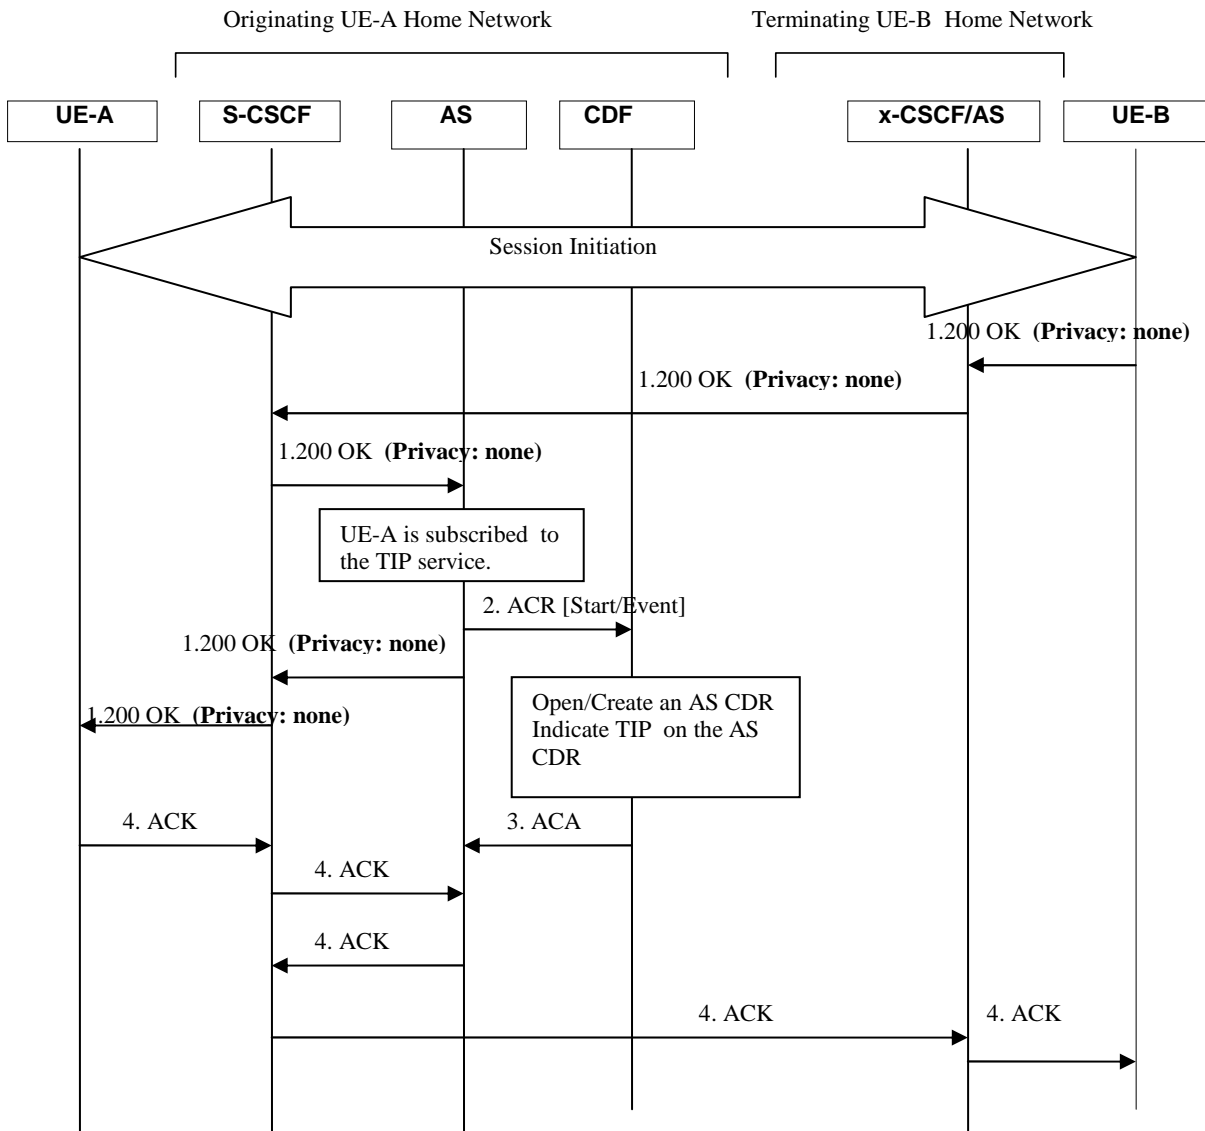 Originating UE-A Home Network
Terminating UE-B  Home Network
UE-A
S-CSCF
AS
CDF
x-CSCF/AS
UE-B
Session Initiation
1.200 OK  (Privacy: none)
1.200 OK  (Privacy: none)
1.200 OK  (Privacy: none)
UE-A is subscribed  to
the TIP service.
2. ACR [Start/Event]
1.200 OK  (Privacy: none)
Open/Create an AS CDR
Indicate TIP  on the AS
CDR
1.200 OK  (Privacy: none)
4. ACK
3. ACA
4. ACK
4. ACK
4. ACK
4. ACK